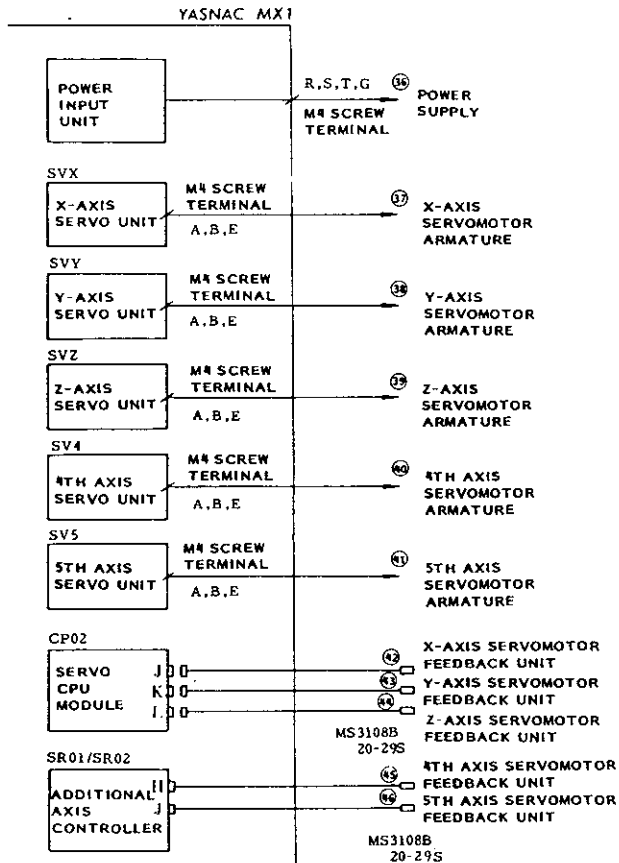 YASNAC MX1
POWER
INPUT
UNIT
R,S,T,G
36
M4 SCREW
TERMINAL
POWER
SUPPLY
SVX
X-AXIS
SERVO UNIT
M4 SCREW
TERMINAL
A,B,E
37
X-AXIS
SERVOMOTOR
ARMATURE
SVY
Y-AXIS
SERVO UNIT
M4 SCREW
TERMINAL
A,B,E
38
Y-AXIS
SERVOMOTOR
ARMATURE
SVZ
Z-AXIS
SERVO UNIT
M4 SCREW
TERMINAL
A,B,E
39
Z-AXIS
SERVOMOTOR
ARMATURE
SV4
4TH AXIS
SERVO UNIT
M4 SCREW
TERMINAL
A,B,E
40
4TH AXIS
SERVOMOTOR
ARMATURE
SV5
5TH AXIS
SERVO UNIT
M4 SCREW
TERMINAL
A,B,E
41
5TH AXIS
SERVOMOTOR
ARMATURE
CP02
SERVO
CPU
MODULE
J
K
L
42
X-AXIS SERVOMOTOR
FEEDBACK UNIT
43
Y-AXIS SERVOMOTOR
FEEDBACK UNIT
44
Z-AXIS SERVOMOTOR
FEEDBACK UNIT
MS3108B
20-29S
SR01/SR02
ADDITIONAL
AXIS
CONTROLLER
H
J
45
4TH AXIS SERVOMOTOR
FEEDBACK UNIT
46
5TH AXIS SERVOMOTOR
FEEDBACK UNIT
MS3108B
20-29S